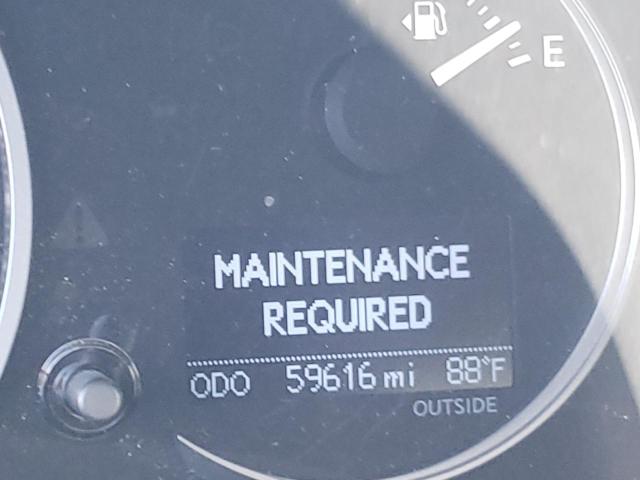 E
MAINTENANCE
REQUIRED
ODO 59616 mi 88°F
OUTSIDE